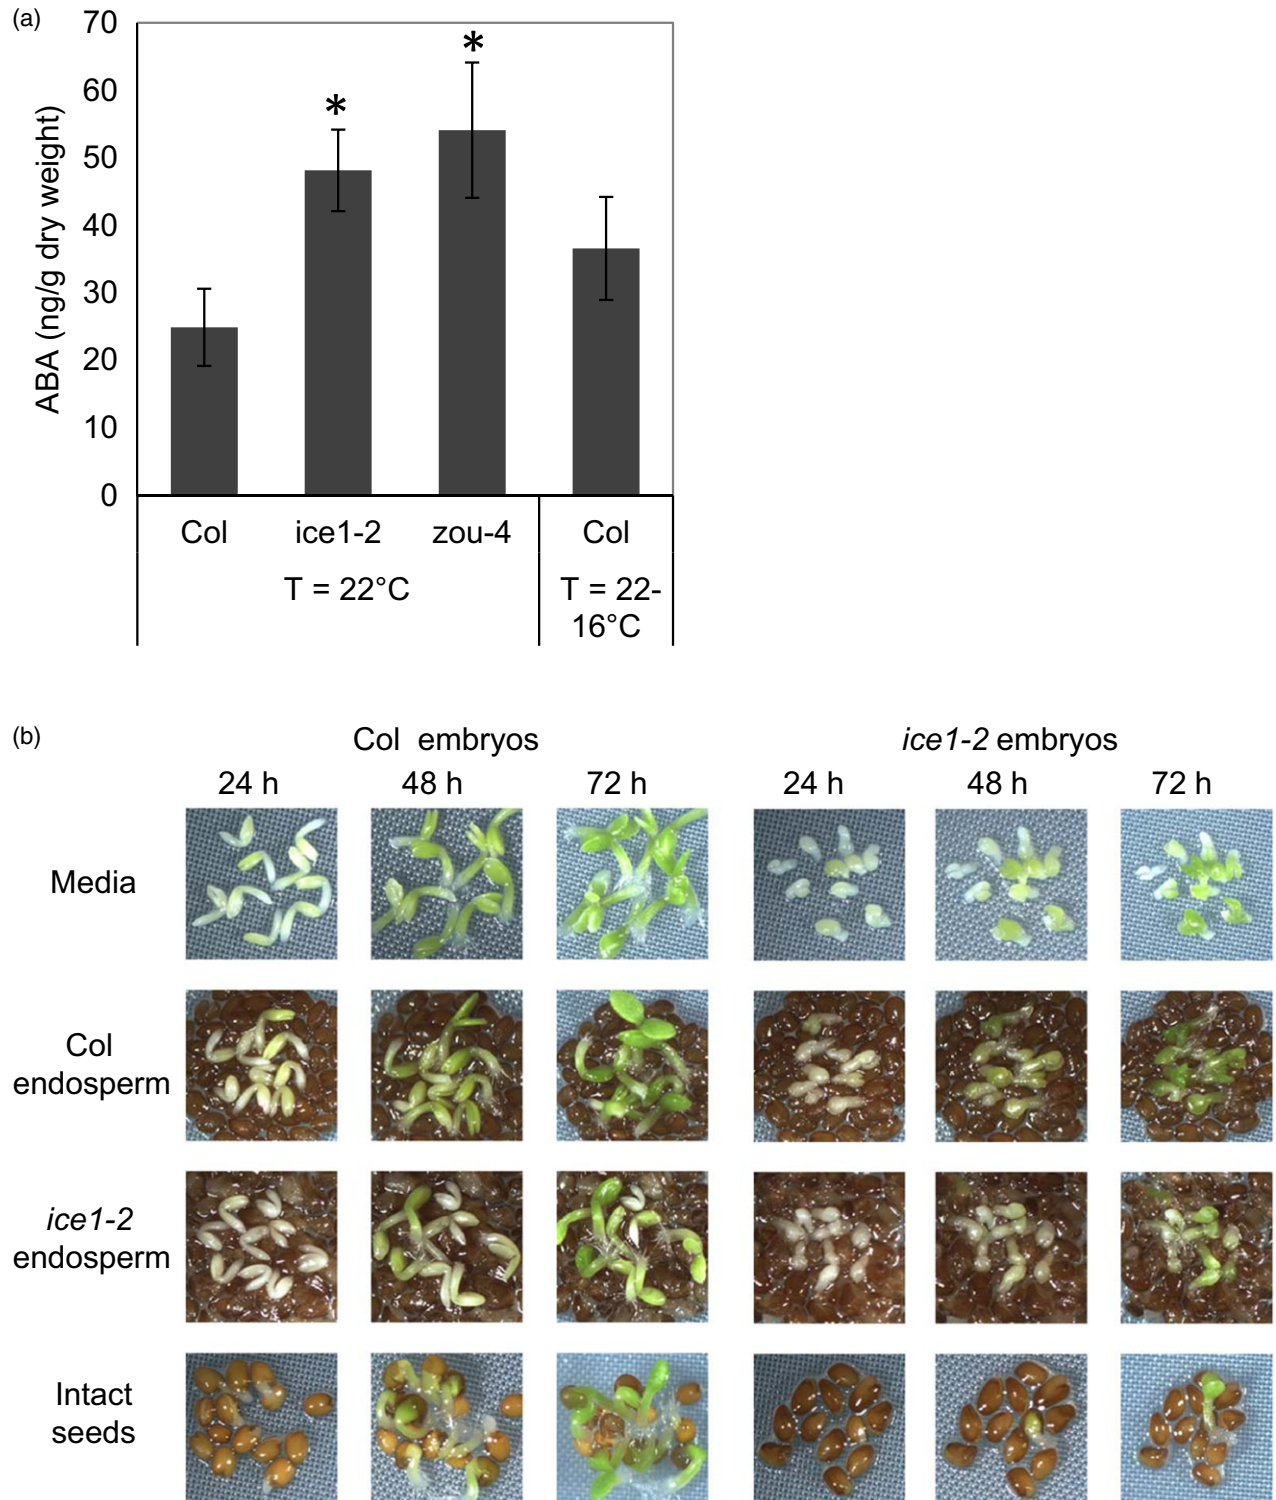 (a)
70
60
50
40
30
20
10
0
ABA (ng/g dry weight)
*
*
Col
ice1-2
zou-4
Col
T = 22°C
T = 22-
16°C
(b)
Col embryos
ice1-2 embryos
24 h
48 h
72 h
24 h
48 h
72 h
Media
Col
endosperm
ice1-2
endosperm
Intact
seeds